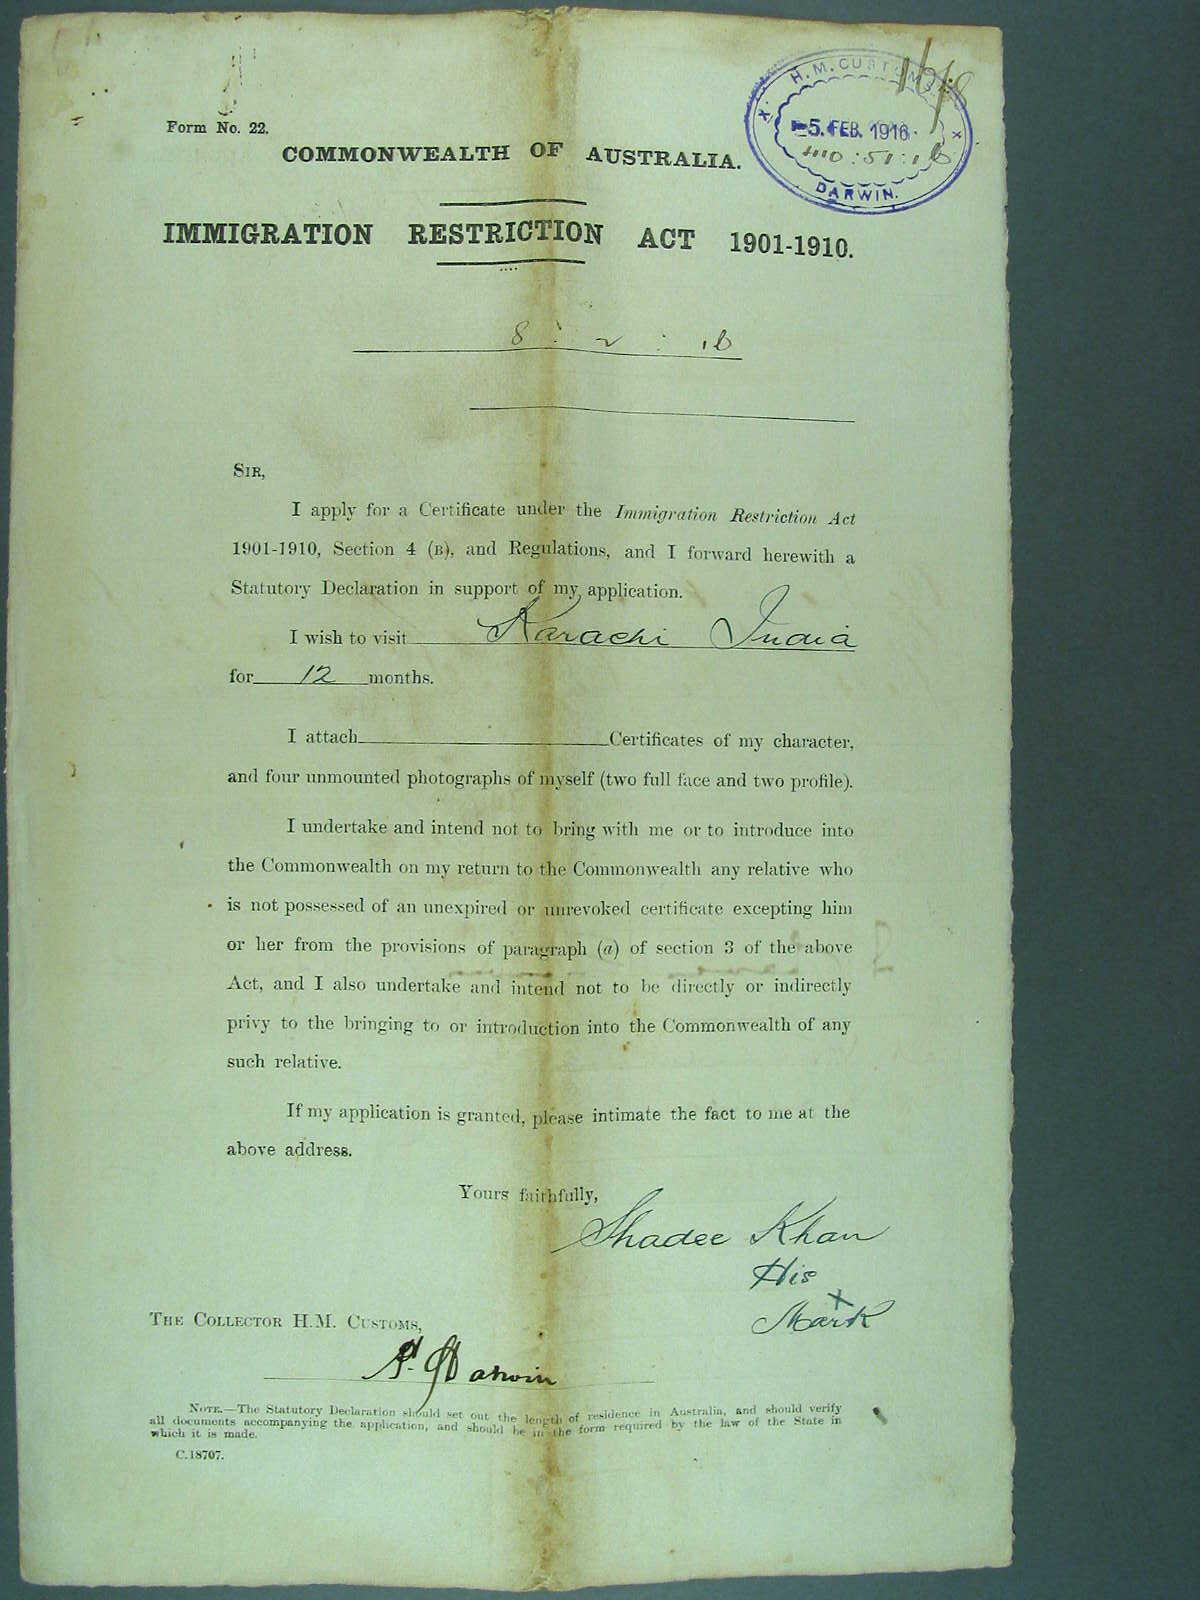 Form No. 22.
H.M. CUSTOMS
5. FEB. 1916.
DARWIN.
COMMONWEALTH OF AUSTRALIA.
IMMIGRATION RESTRICTION ACT 1901-1910.
8 : 2 : 16
SIR,
I apply for a Certificate under the Immigration Restriction Act
1901-1910, Section 4 (B), and Regulations, and I forward herewith a
Statutory Declaration in support of my application.
I wish to visit Karachi India
for 12 months.
I attach Certificates of my character,
and four unmounted photographs of myself (two full face and two profile).
I undertake and intend not to bring with me or to introduce into
the Commonwealth on my return to the Commonwealth any relative who
is not possessed of an unexpired or unrevoked certificate excepting him
or her from the provisions of paragraph (a) of section 3 of the above
Act, and I also undertake and intend not to be directly or indirectly
privy to the bringing to or introduction into the Commonwealth of any
such relative.
If my application is granted, please intimate the fact to me at the
above address.
Yours faithfully,
Shadee Khan
His
X
Mark
THE COLLECTOR H.M. CUSTOMS,
Darwin
NOTE.—The Statutory Declaration should set out the length of residence in Australia, and should verify
all documents accompanying the application, and should be in the form required by the law of the State in
which it is made.
C.18707.